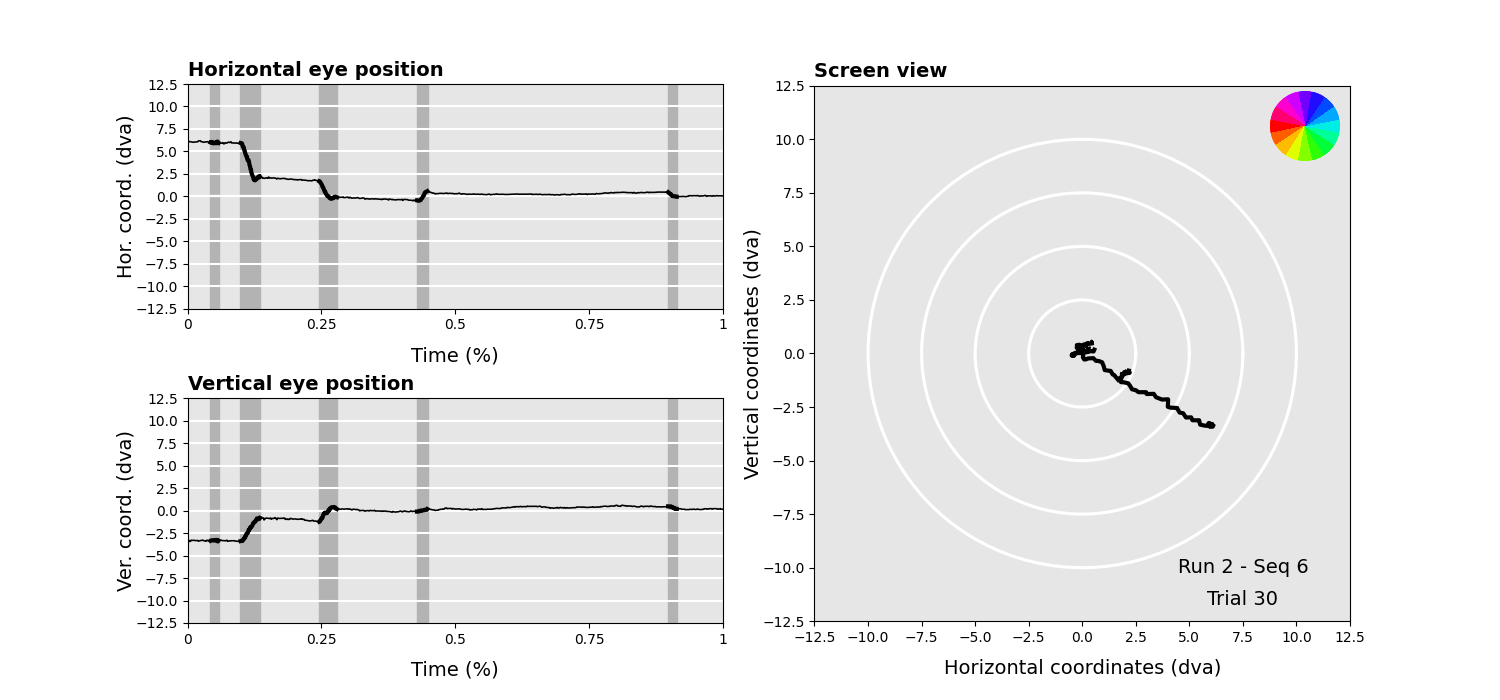 Horizontal eye position
Hor. coord. (dva)
12.5
10.0
7.5
5.0
2.5
0.0
−2.5
−5.0
−7.5
−10.0
−12.5
0 0.25 0.5 0.75 1
Time (%)
Vertical eye position
Ver. coord. (dva)
12.5
10.0
7.5
5.0
2.5
0.0
−2.5
−5.0
−7.5
−10.0
−12.5
0 0.25 0.5 0.75 1
Time (%)
Screen view
Vertical coordinates (dva)
12.5
10.0
7.5
5.0
2.5
0.0
−2.5
−5.0
−7.5
−10.0
−12.5
Run 2 - Seq 6
Trial 30
−12.5 −10.0 −7.5 −5.0 −2.5 0.0 2.5 5.0 7.5 10.0 12.5
Horizontal coordinates (dva)